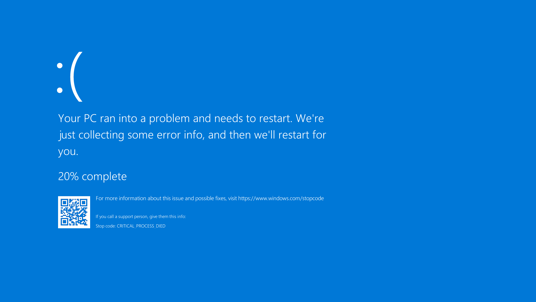 :(
Your PC ran into a problem and needs to restart. We're
just collecting some error info, and then we'll restart for
you.
20% complete
For more information about this issue and possible fixes, visit https://www.windows.com/stopcode
If you call a support person, give them this info:
Stop code: CRITICAL_PROCESS_DIED